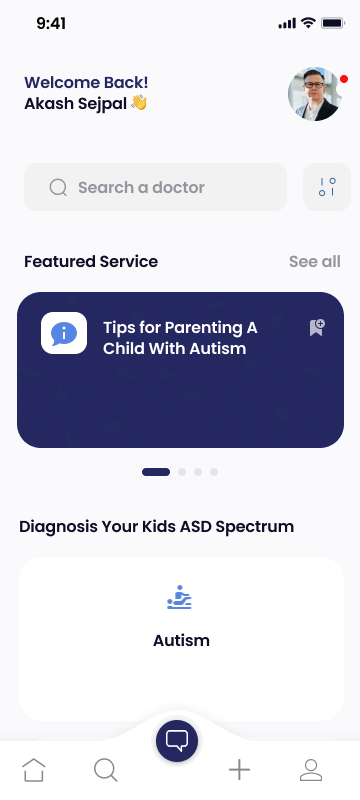 9:41
Welcome Back!
Akash Sejpal 👋
Search a doctor
Featured Service
See all
Tips for Parenting A
Child With Autism
Diagnosis Your Kids ASD Spectrum
Autism